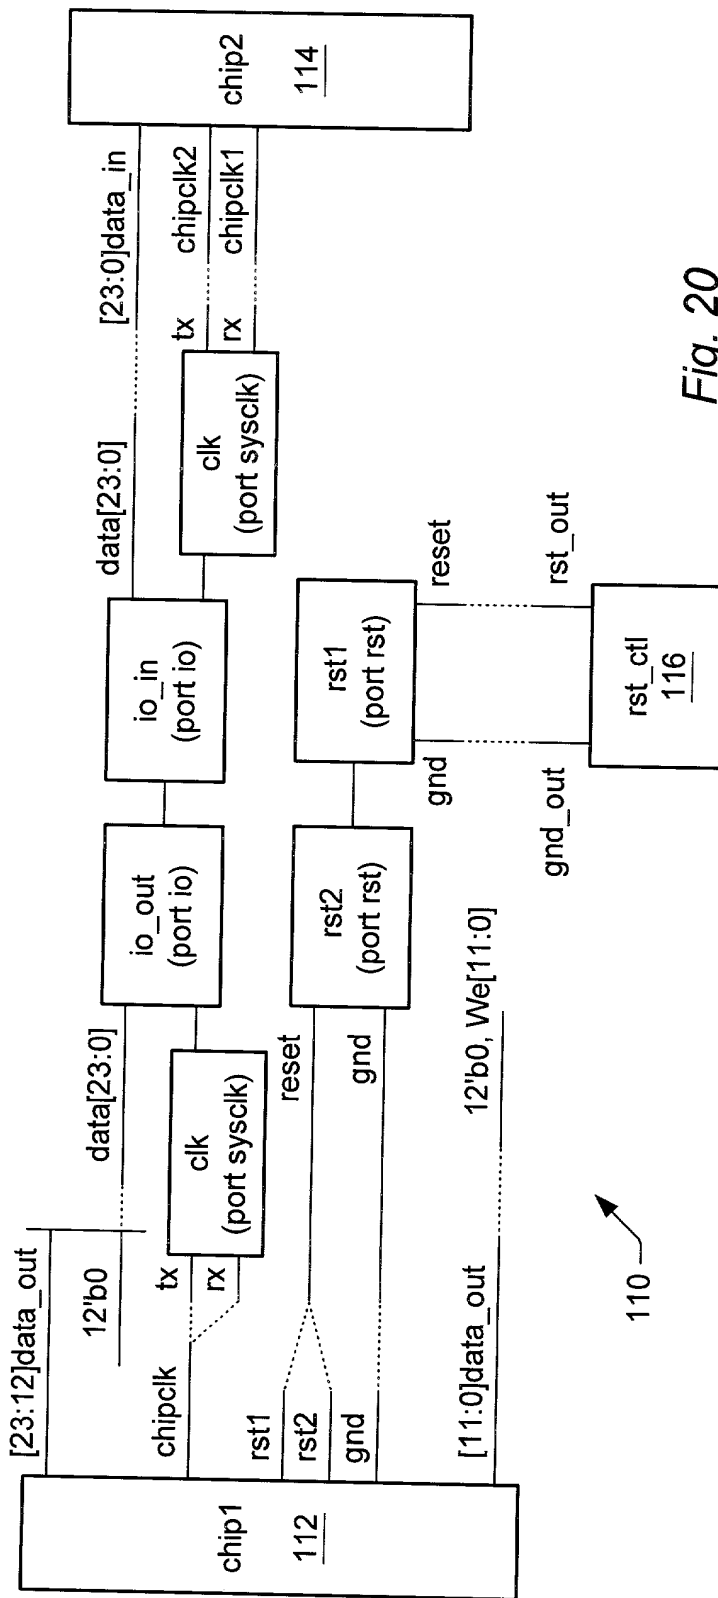 [23:12]data_out
12'b0
data[23:0]
data[23:0]
[23:0]data_in
chip1
112
chipclk
tx
rx
clk
(port sysclk)
io_out
(port io)
io_in
(port io)
clk
(port sysclk)
tx
rx
chipclk2
chipclk1
chip2
114
rst1
rst2
gnd
reset
gnd
rst2
(port rst)
rst1
(port rst)
gnd
reset
gnd_out
rst_out
rst_ctl
116
[11:0]data_out
12'b0, We[11:0]
110
Fig. 20